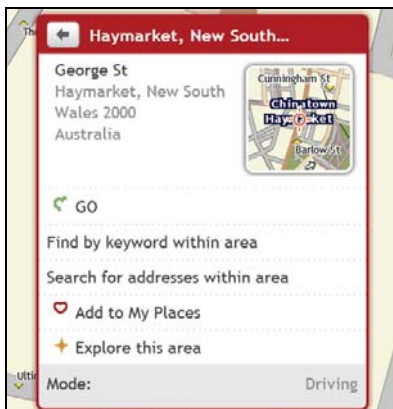 Haymarket, New South...
George St
Haymarket, New South
Wales 2000
Australia
Cunningham St
Chinatown
Barlow St
GO
Find by keyword within area
Search for addresses within area
Add to My Places
Explore this area
Mode: Driving